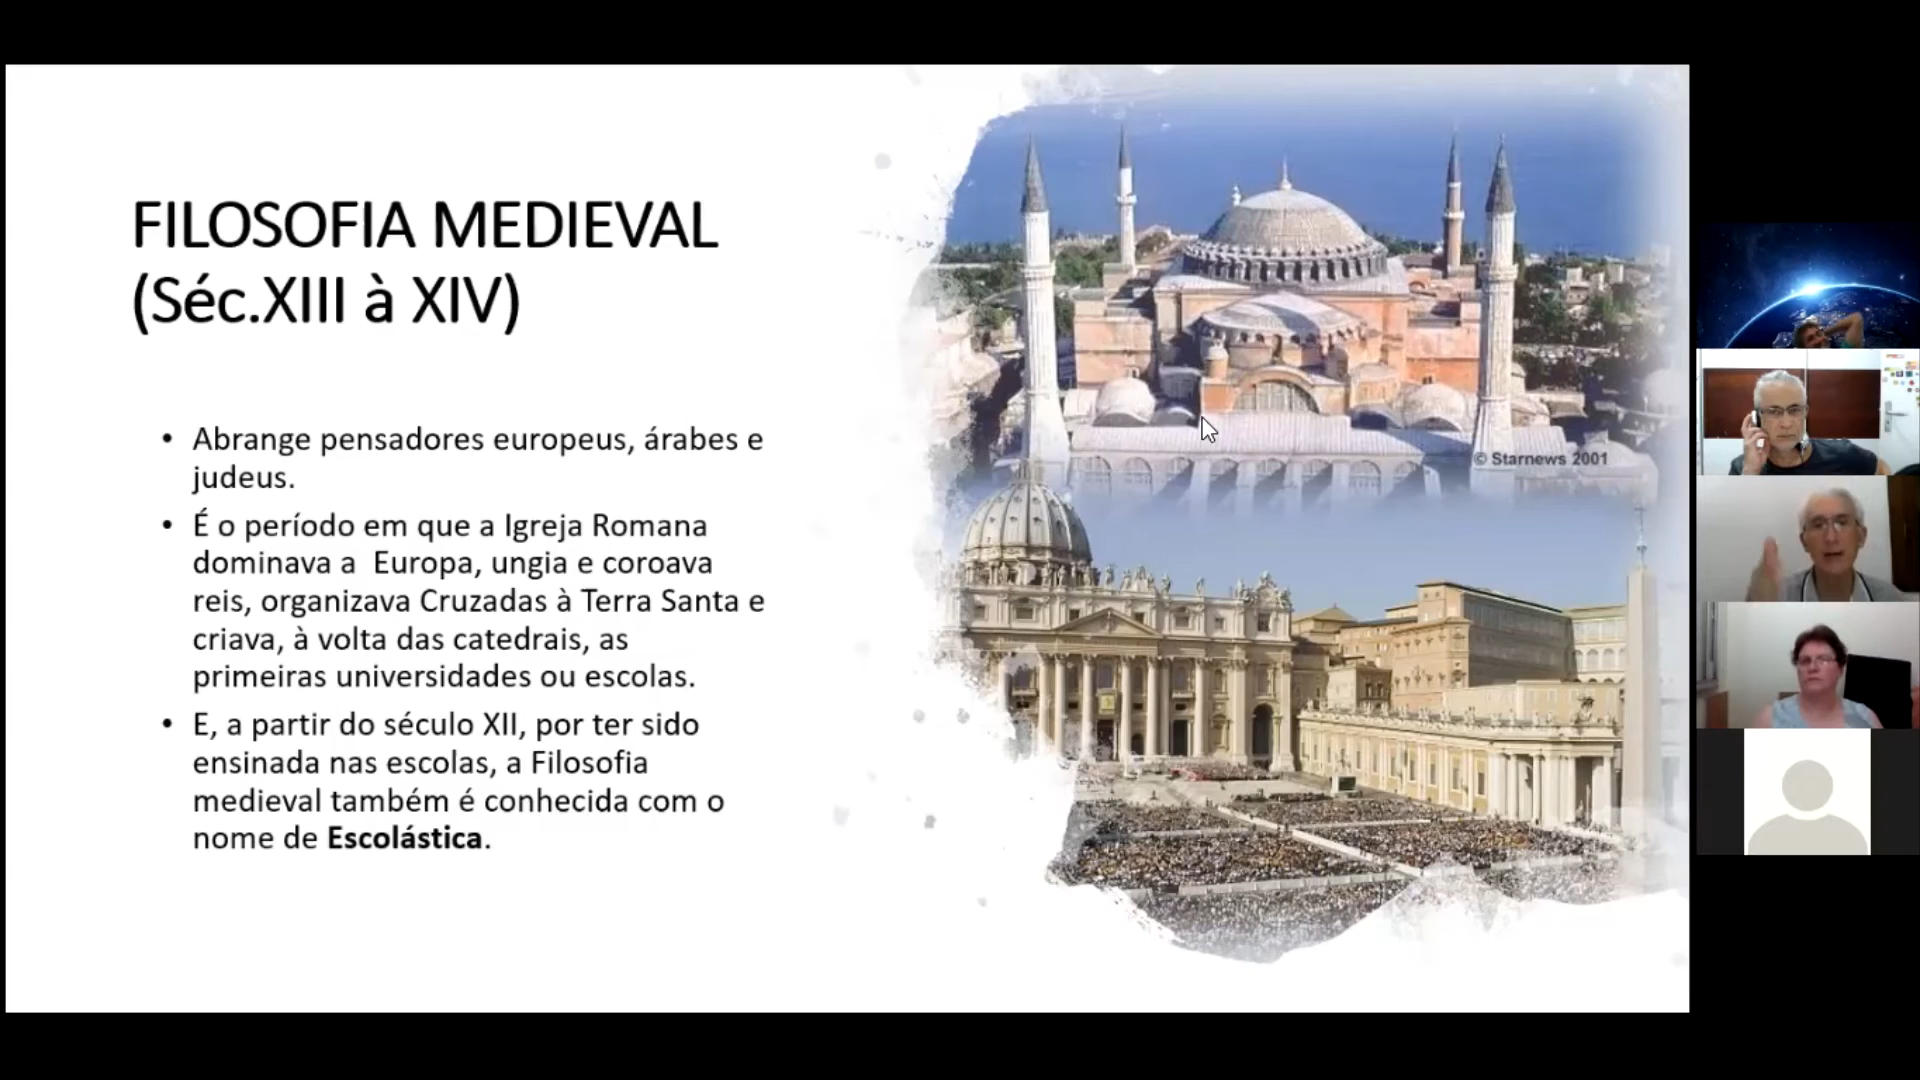 FILOSOFIA MEDIEVAL
(Séc.XIII à XIV)
• Abrange pensadores europeus, árabes e
judeus.
• É o período em que a Igreja Romana
dominava a  Europa, ungia e coroava
reis, organizava Cruzadas à Terra Santa e
criava, à volta das catedrais, as
primeiras universidades ou escolas.
• E, a partir do século XII, por ter sido
ensinada nas escolas, a Filosofia
medieval também é conhecida com o
nome de Escolástica.
© Starnews 2001